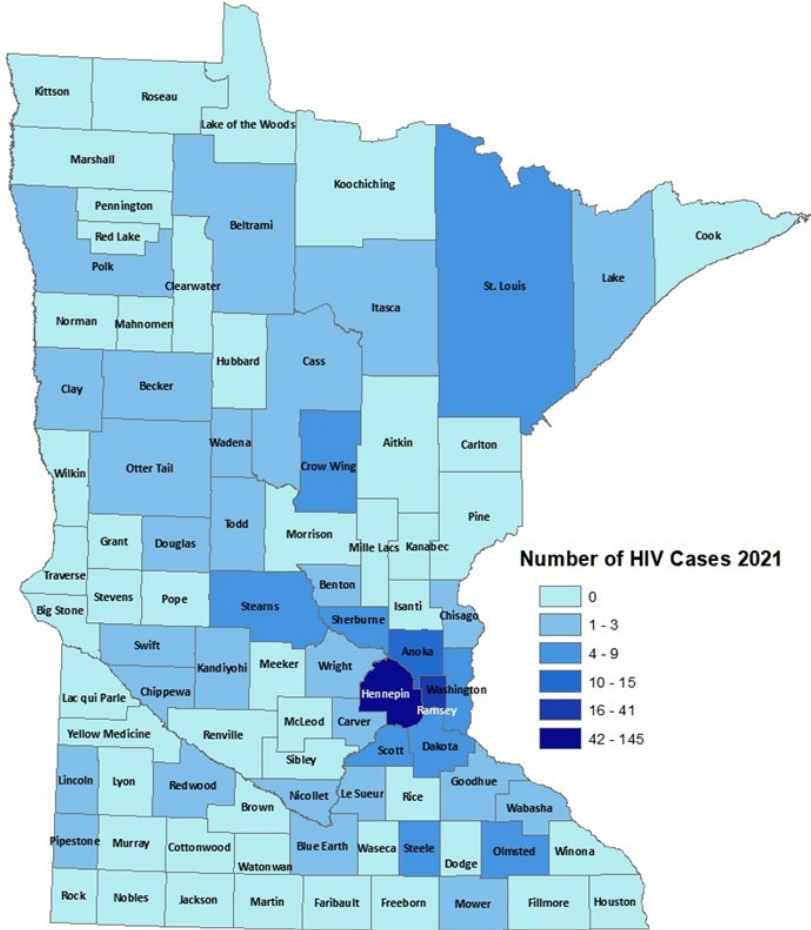 Kittson
Roseau
Lake of the Woods
Marshall
Koochiching
Pennington
Beltrami
Cook
Red Lake
Polk
Clearwater
St. Louis
Lake
Itasca
Norman
Mahnomen
Hubbard
Cass
Clay
Becker
Aitkin
Carlton
Wadena
Crow Wing
Otter Tail
Wilkin
Pine
Todd
Morrison
Grant
Douglas
Mille Lacs
Kanabec
Number of HIV Cases 2021
Traverse
Benton
0
Stevens
Pope
Stearns
Isanti
Big Stone
Sherburne
Chisago
1 - 3
Swift
Anoka
4 - 9
Kandiyohi
Meeker
Wright
10 - 15
Chippewa
Hennepin
Washington
16 - 41
Lac qui Parle
Ramsey
McLeod
Carver
42 - 145
Yellow Medicine
Renville
Dakota
Scott
Sibley
Lincoln
Lyon
Redwood
Goodhue
Nicollet
Le Sueur
Rice
Brown
Wabasha
Pipestone
Murray
Cottonwood
Blue Earth
Waseca
Steele
Olmsted
Winona
Dodge
Watonwan
Rock
Nobles
Jackson
Martin
Faribault
Freeborn
Mower
Fillmore
Houston